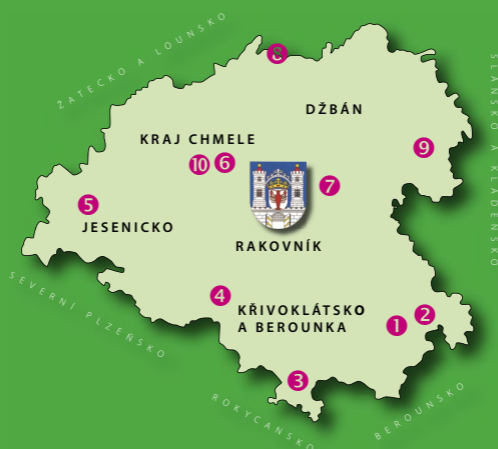 ŽATECKO A LOUNSKO
8
DŽBÁN
SLÁNSKO A KLADENSKO
KRAJ CHMELE
9
10 6
7
5
JESENICKO
RAKOVNÍK
SEVERNÍ PLZEŇSKO
4
KŘIVOKLÁTSKO
A BEROUNKA
2
1
3
ROKYCANSKO
BEROUNSKO